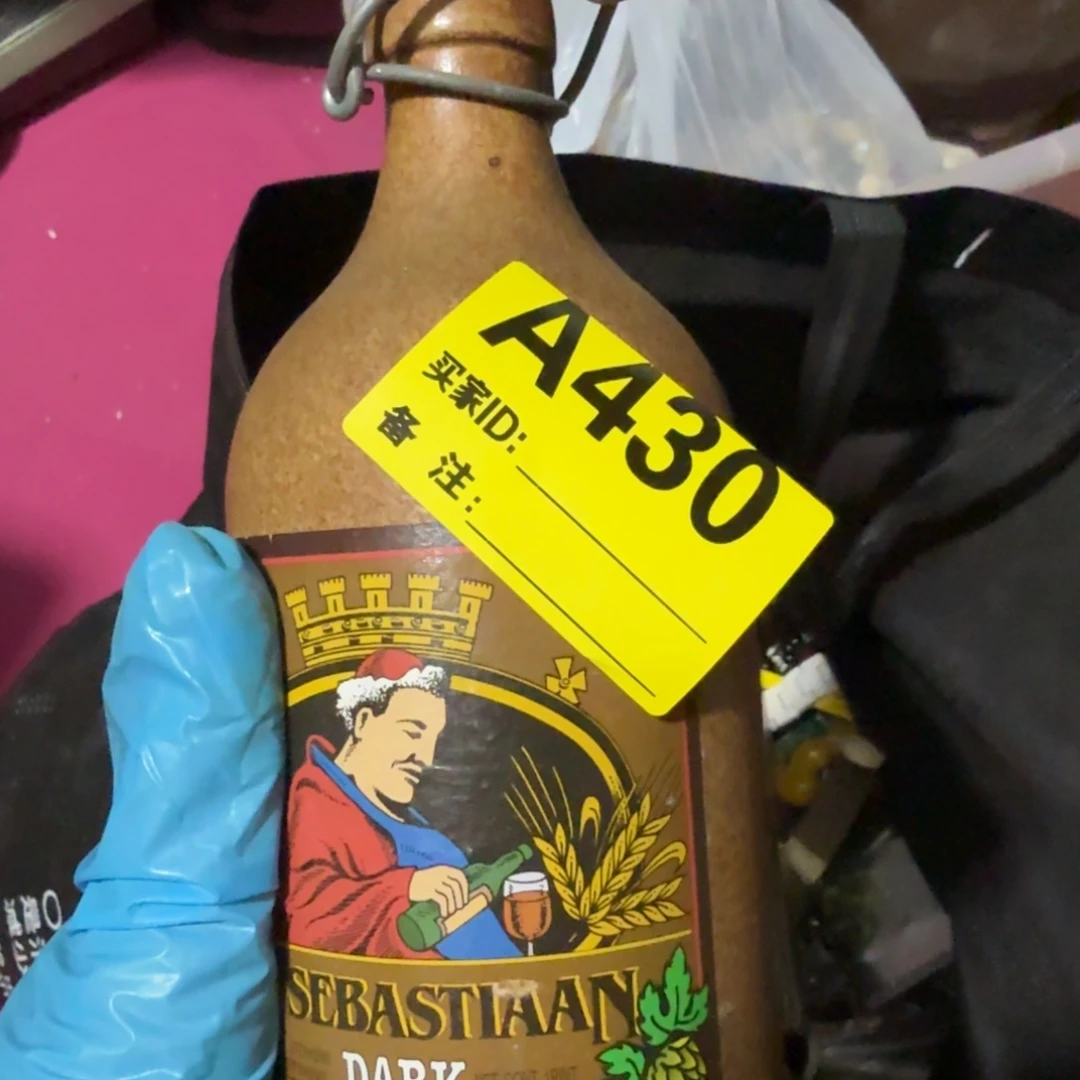 A430
买家ID:
备 注:
SEBASTIAAN
DARK